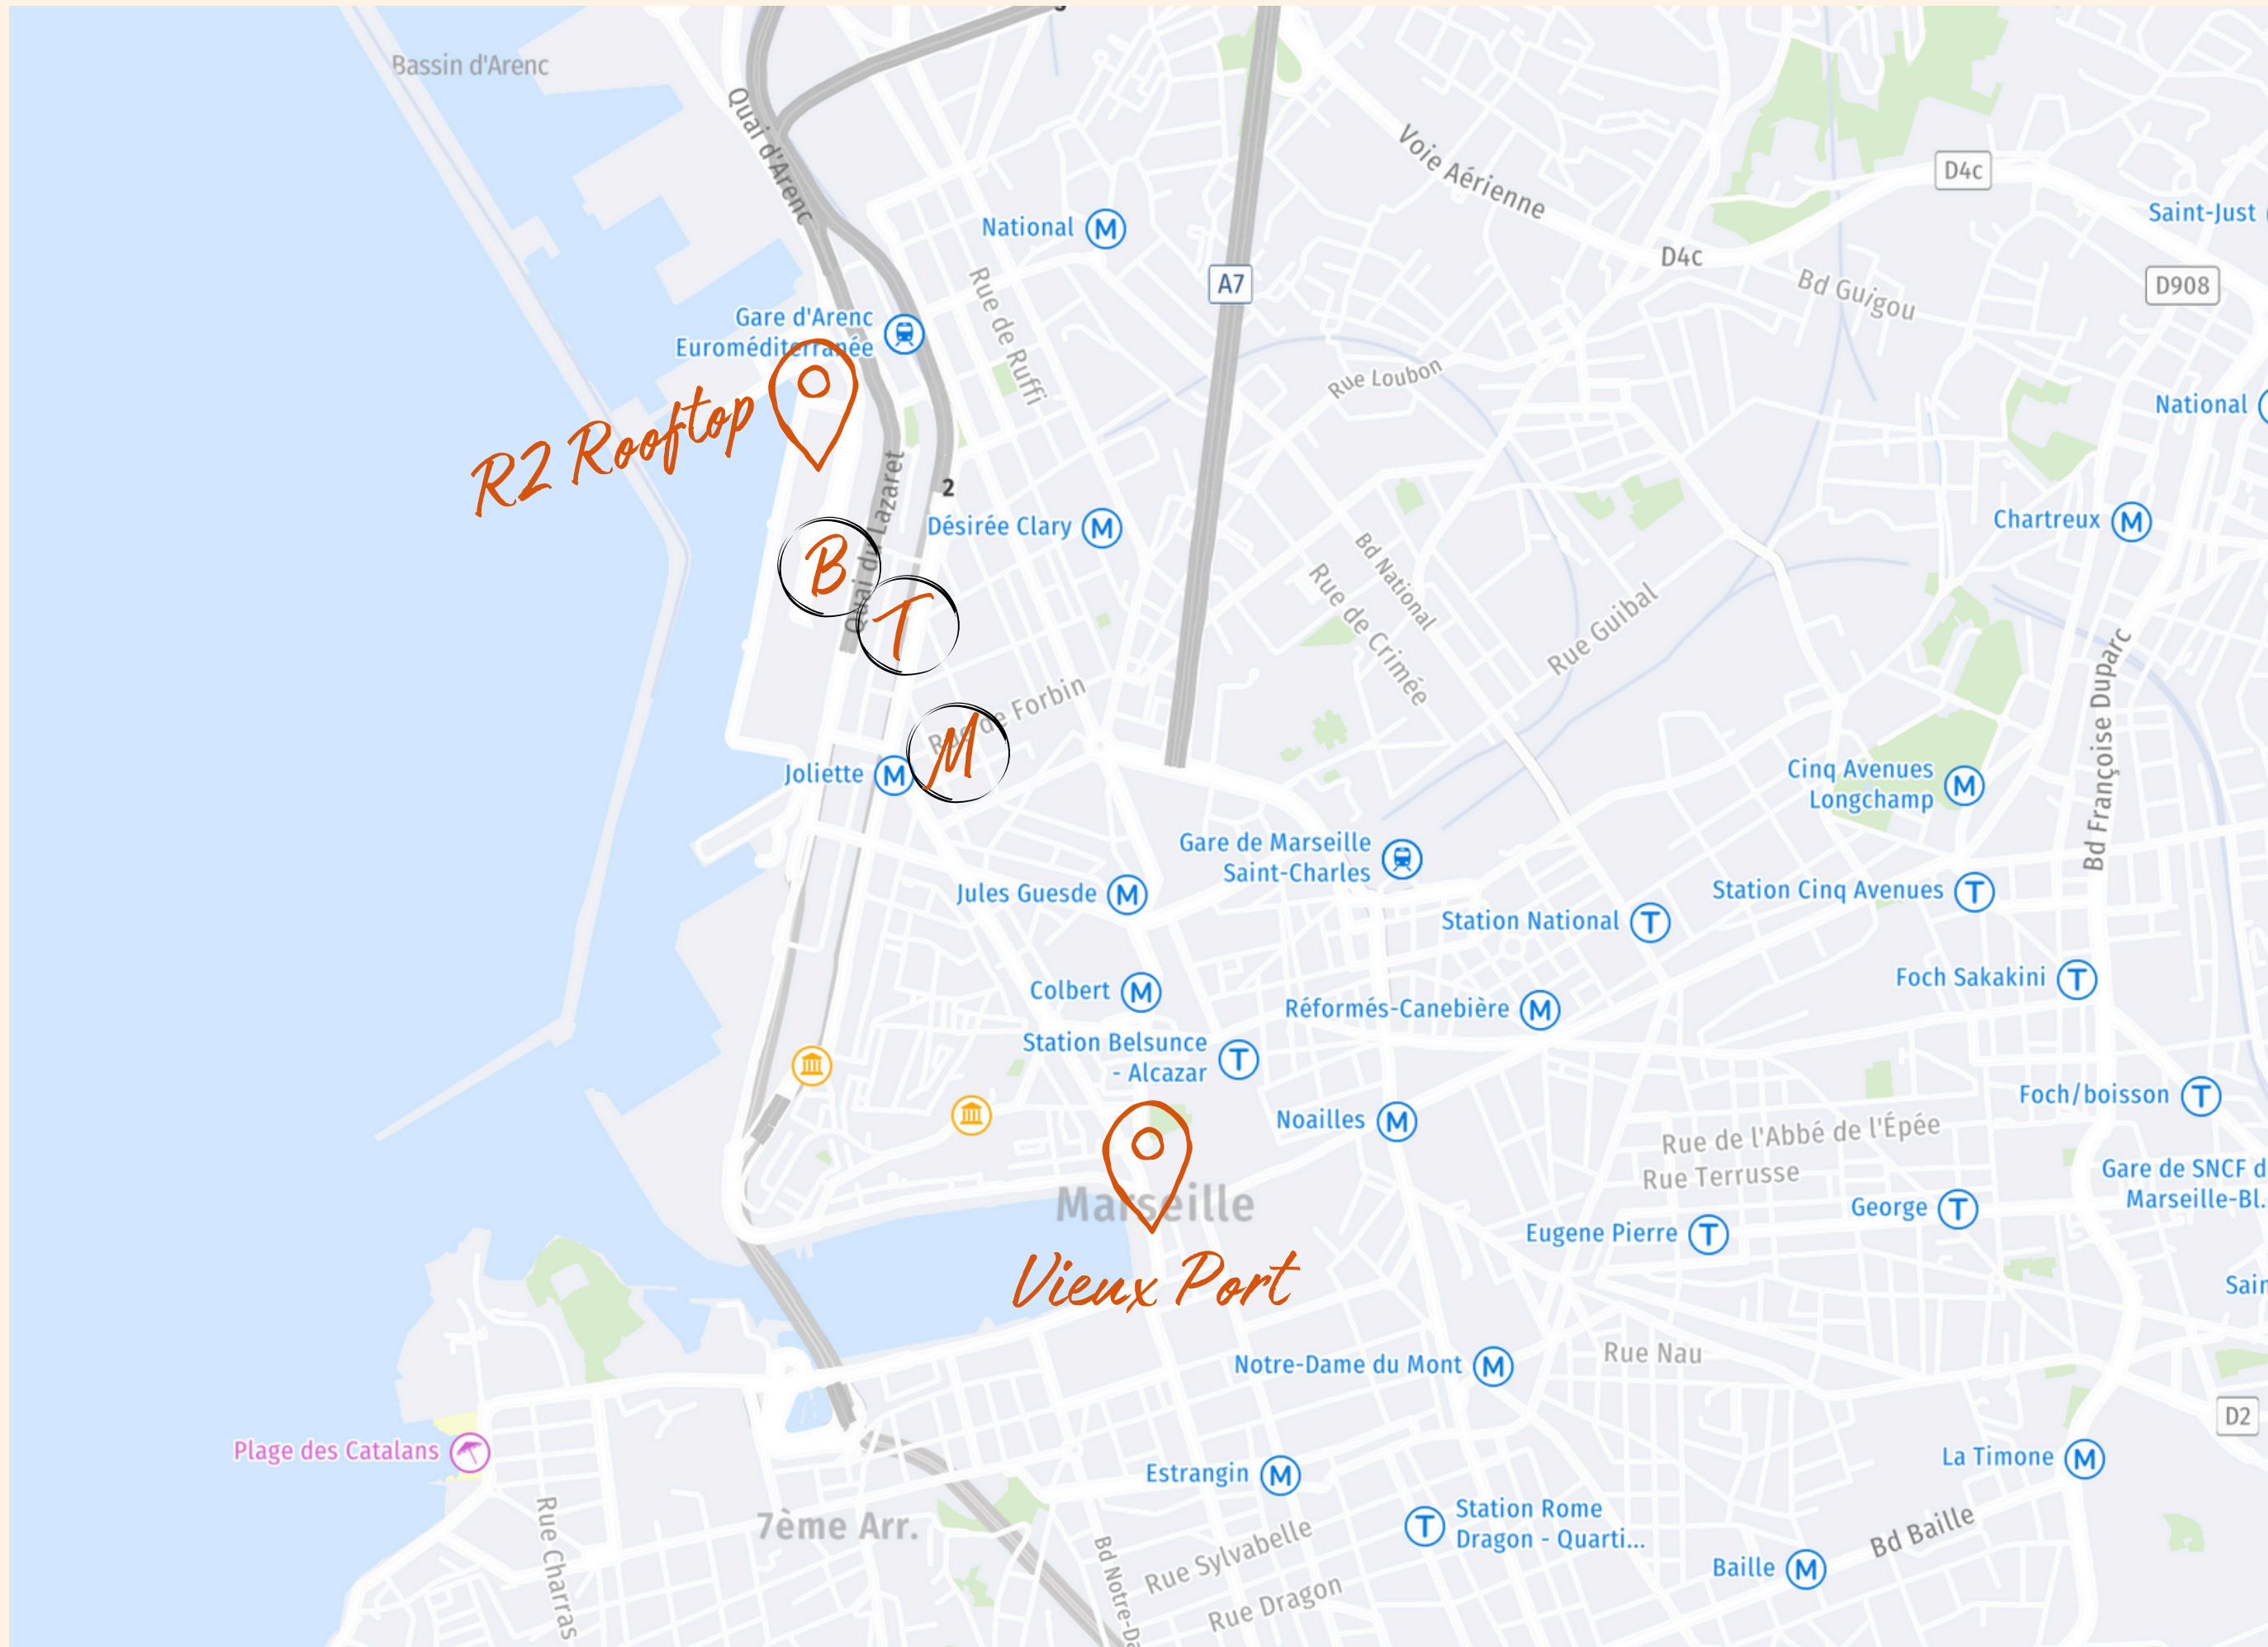 Bassin d'Arenc
Quai d'Arenc
Voie Aérienne
D4c
Saint-Just
National M
D4c
A7
Bd Guigou
D908
Rue de Ruffi
Gare d'Arenc
Euroméditerranée
Rue Loubon
R2 Rooftop
National
Quai du Lazaret
2
Désirée Clary M
Chartreux M
B
Bd National
Rue de Crimée
Rue Guibal
T
Bd Françoise Duparc
Rue de Forbin
M
Joliette M
Cinq Avenues
Longchamp M
Gare de Marseille
Saint-Charles
Jules Guesde M
Station Cinq Avenues T
Station National T
Foch Sakakini T
Colbert M
Réformés-Canebière M
Station Belsunce
- Alcazar T
Foch/boisson T
Noailles M
Rue de l'Abbé de l'Épée
Rue Terrusse
Gare de SNCF d
Marseille-Bl...
Marseille
George T
Eugene Pierre T
Vieux Port
Sain
Notre-Dame du Mont M
Rue Nau
D2
Plage des Catalans
La Timone M
Estrangin M
Rue Charras
7ème Arr.
Station Rome
T Dragon - Quarti...
Bd Baille
Rue Sylvabelle
Bd Notre-Da
Baille M
Rue Dragon